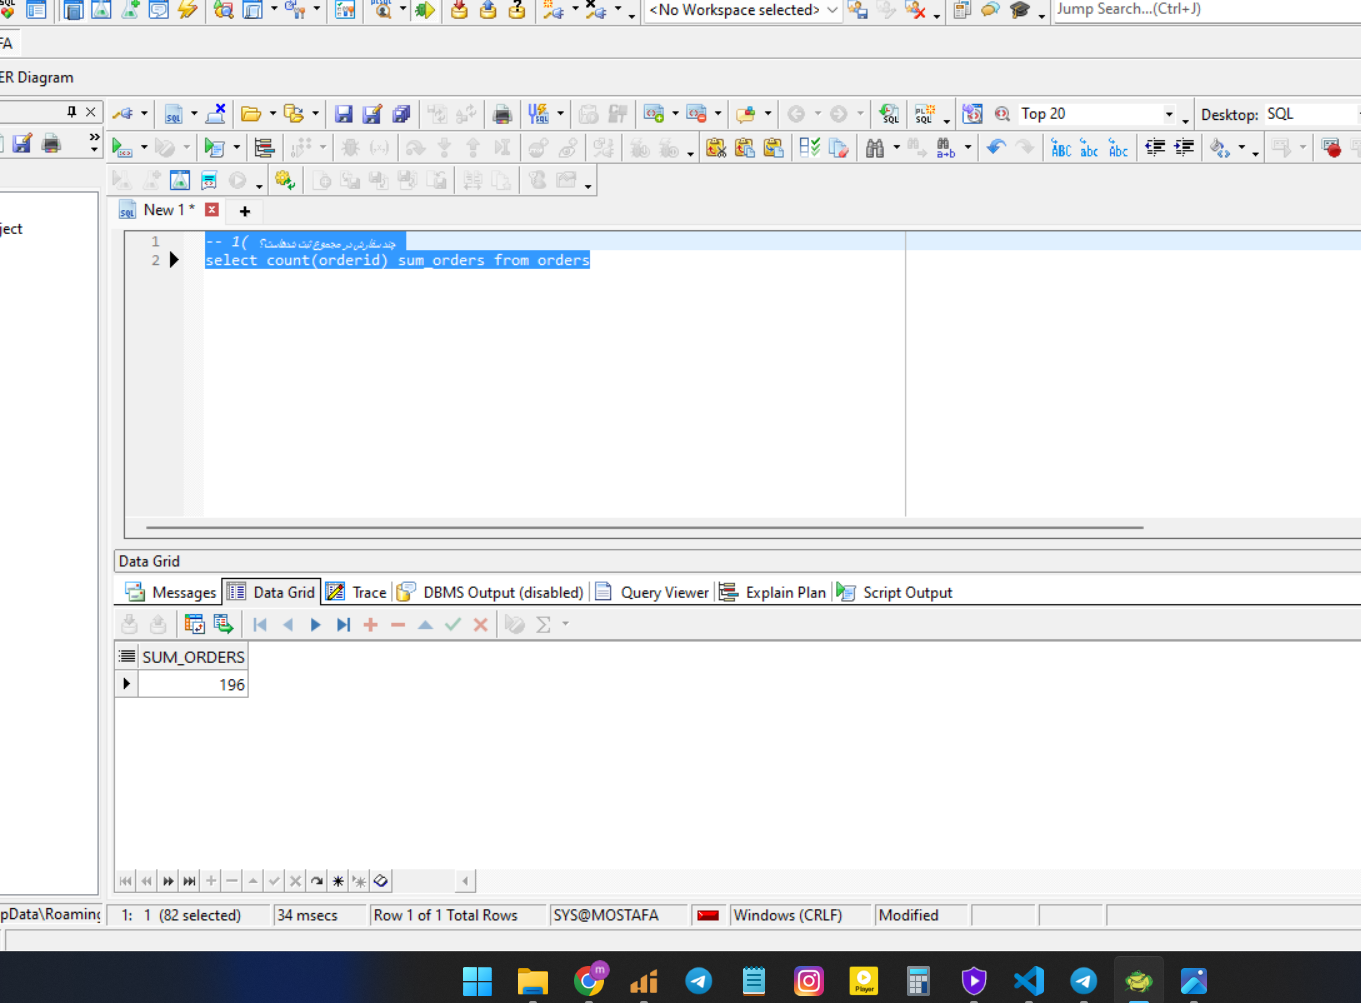 <No Workspace selected>
Jump Search...(Ctrl+J)
FA
ER Diagram
Top 20
Desktop: SQL
ject
New 1 *
1 -- 1( چند سفارش در مجموع ثبت شده‌است؟
2 select count(orderid) sum_orders from orders
Data Grid
Messages Data Grid Trace DBMS Output (disabled) Query Viewer Explain Plan Script Output
SUM_ORDERS
196
pData\Roaming 1: 1 (82 selected) 34 msecs Row 1 of 1 Total Rows SYS@MOSTAFA Windows (CRLF) Modified
m
Player